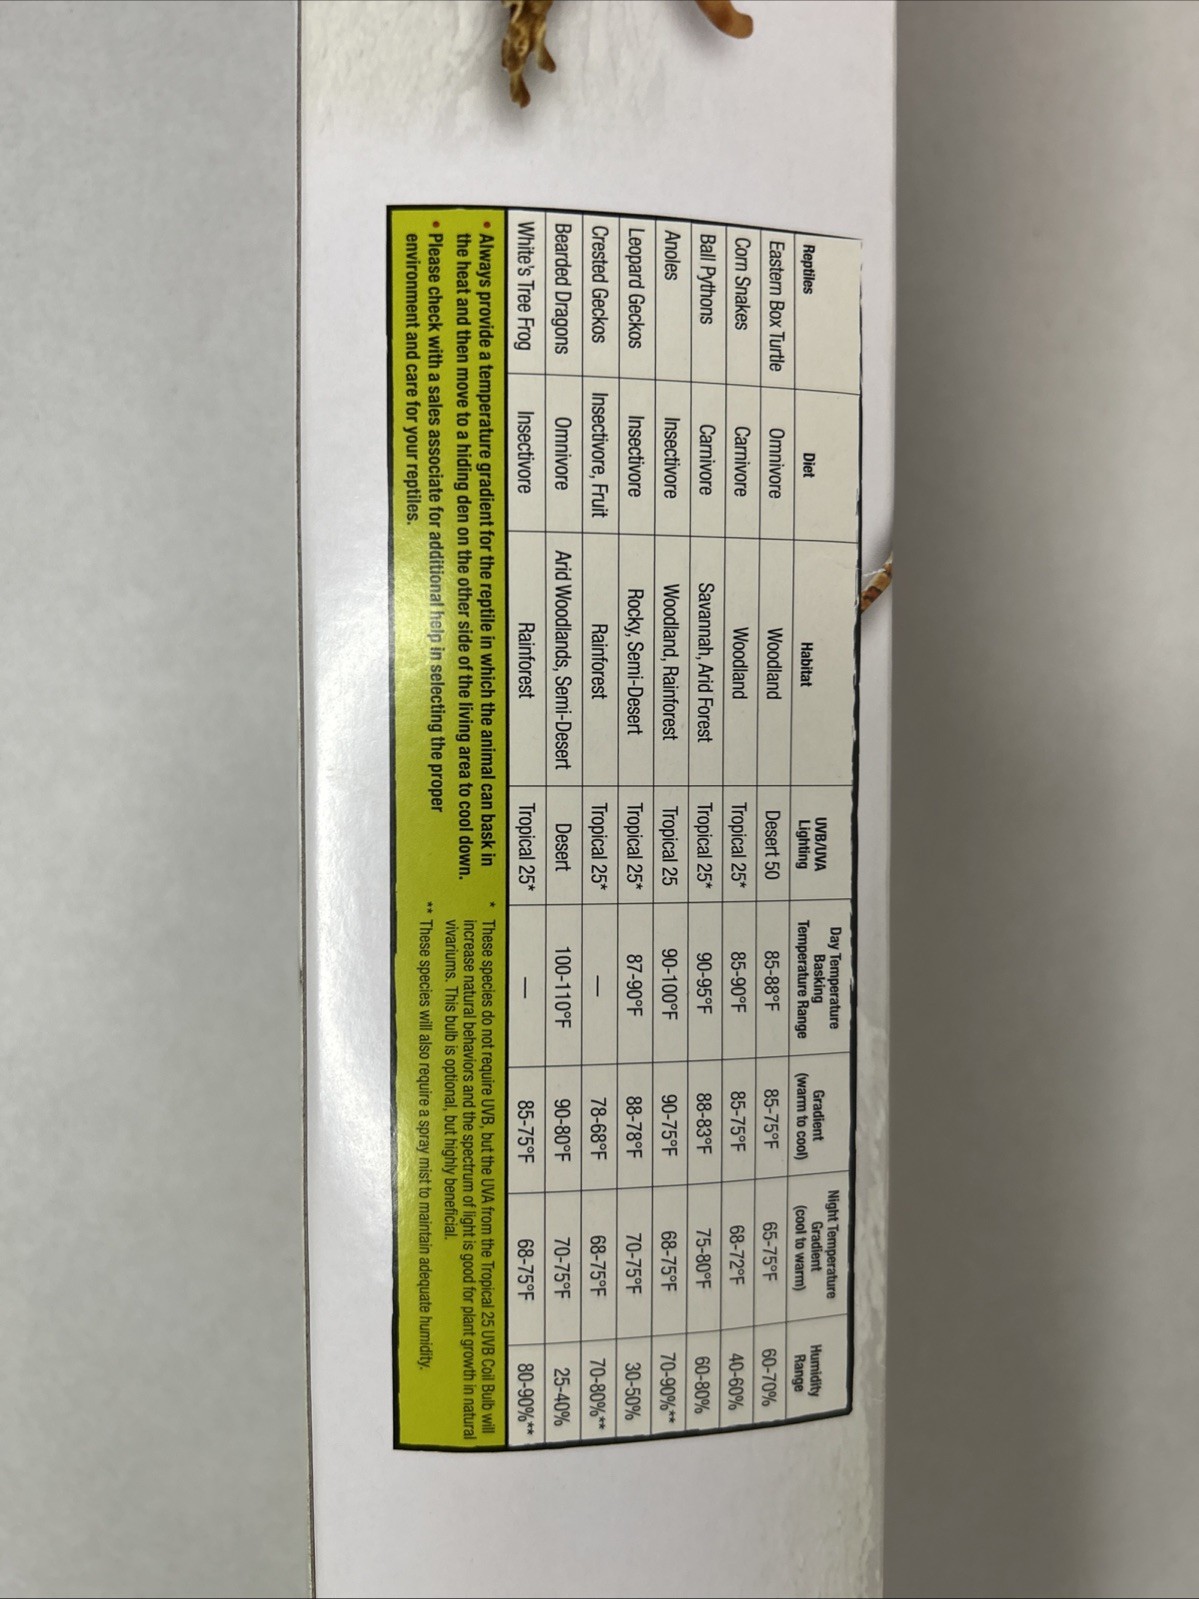 Reptiles Diet Habitat UVB/UVA Lighting Day Temperature Basking Temperature Range Gradient (warm to cool) Night Temperature Gradient (cool to warm) Humidity Range
Eastern Box Turtle Omnivore Woodland Desert 50 85-88°F 85-75°F 65-75°F 60-70%
Corn Snakes Carnivore Woodland Tropical 25* 85-90°F 85-75°F 68-72°F 40-60%
Ball Pythons Carnivore Savannah, Arid Forest Tropical 25* 90-95°F 88-83°F 75-80°F 60-80%
Anoles Insectivore Woodland, Rainforest Tropical 25 90-100°F 90-75°F 68-75°F 70-90%**
Leopard Geckos Insectivore Rocky, Semi-Desert Tropical 25* 87-90°F 88-78°F 70-75°F 30-50%
Crested Geckos Insectivore, Fruit Rainforest Tropical 25* — 78-68°F 68-75°F 70-80%**
Bearded Dragons Omnivore Arid Woodlands, Semi-Desert Desert 100-110°F 90-80°F 70-75°F 25-40%
White's Tree Frog Insectivore Rainforest Tropical 25* — 85-75°F 68-75°F 80-90%**
• Always provide a temperature gradient for the reptile in which the animal can bask in
the heat and then move to a hiding den on the other side of the living area to cool down.
• Please check with a sales associate for additional help in selecting the proper
environment and care for your reptiles.
* These species do not require UVB, but the UVA from the Tropical 25 UVB Coil Bulb will
increase natural behaviors and the spectrum of light is good for plant growth in natural
vivariums. This bulb is optional, but highly beneficial.
** These species will also require a spray mist to maintain adequate humidity.